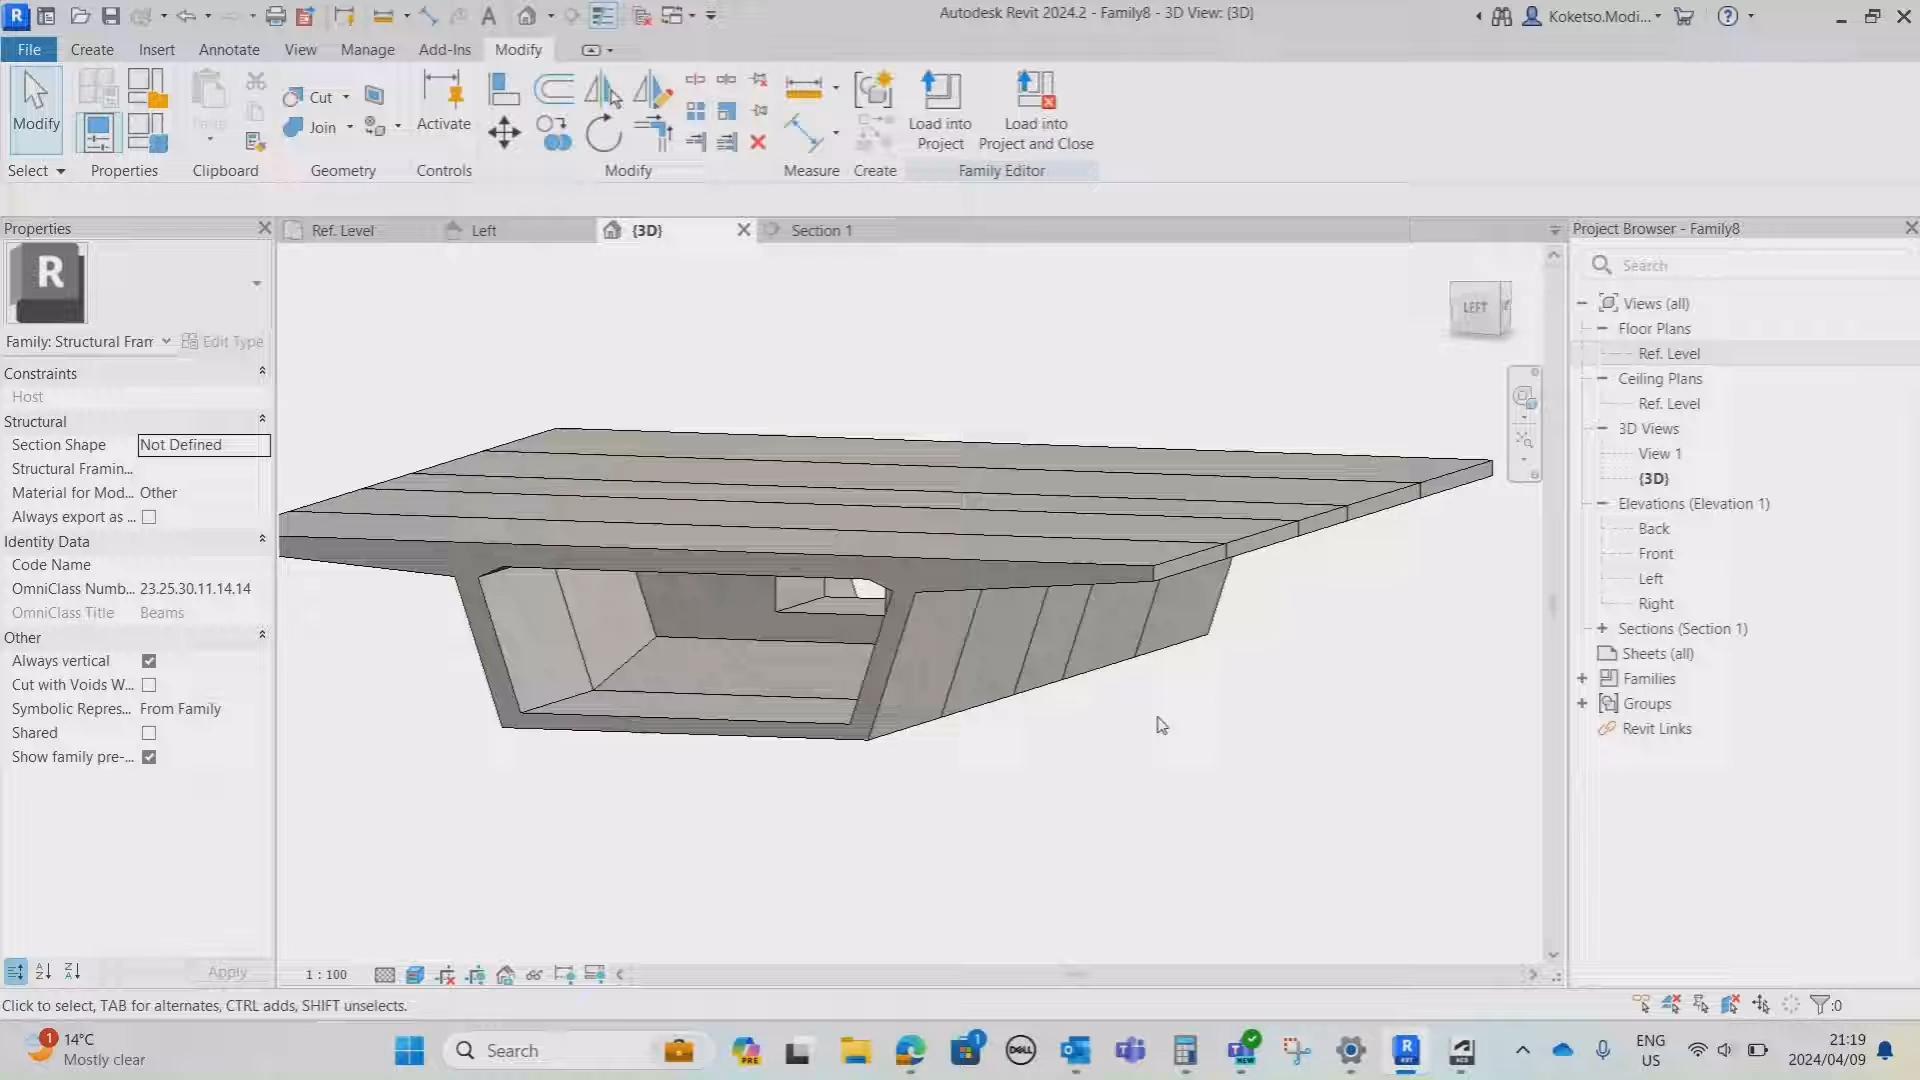 Autodesk Revit 2024.2 - Family8 - 3D View: {3D}
Koketso.Modi...
File Create Insert Annotate View Manage Add-Ins Modify
Modify
Cut
Join
Activate
Load into Project
Load into Project and Close
Select Properties Clipboard Geometry Controls Modify Measure Create Family Editor
Properties
Ref. Level
Left
{3D}
Section 1
Project Browser - Family8
R
Family: Structural Fram
Edit Type
Constraints
Host
Structural
Section Shape Not Defined
Structural Framin...
Material for Mod... Other
Always export as ...
Identity Data
Code Name
OmniClass Numb... 23.25.30.11.14.14
OmniClass Title Beams
Other
Always vertical
Cut with Voids W...
Symbolic Repres... From Family
Shared
Show family pre-...
Apply
LEFT
Search
Views (all)
Floor Plans
Ref. Level
Ceiling Plans
Ref. Level
3D Views
View 1
{3D}
Elevations (Elevation 1)
Back
Front
Left
Right
Sections (Section 1)
Sheets (all)
Families
Groups
Revit Links
1 : 100
Click to select, TAB for alternates, CTRL adds, SHIFT unselects.
:0
1
14°C
Mostly clear
Search
PRE
1
DELL
NEW
R
ENG
US
21:19
2024/04/09